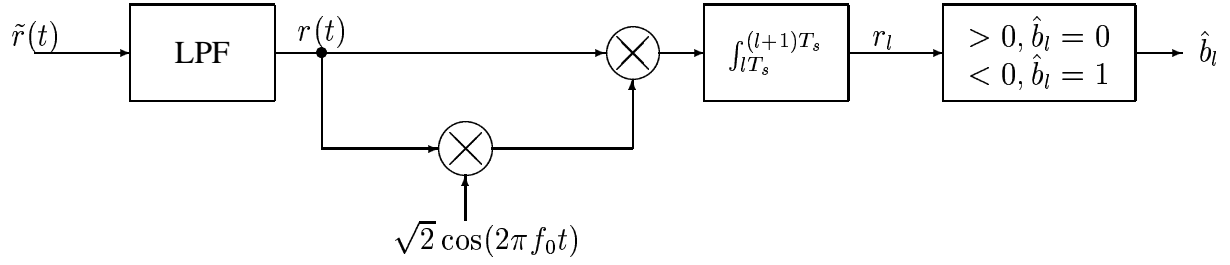 r̃(t)
LPF
r(t)
∫_{lT_s}^{(l+1)T_s}
r_l
> 0, b̂_l = 0
< 0, b̂_l = 1
b̂_l
√2 cos(2πf_0t)